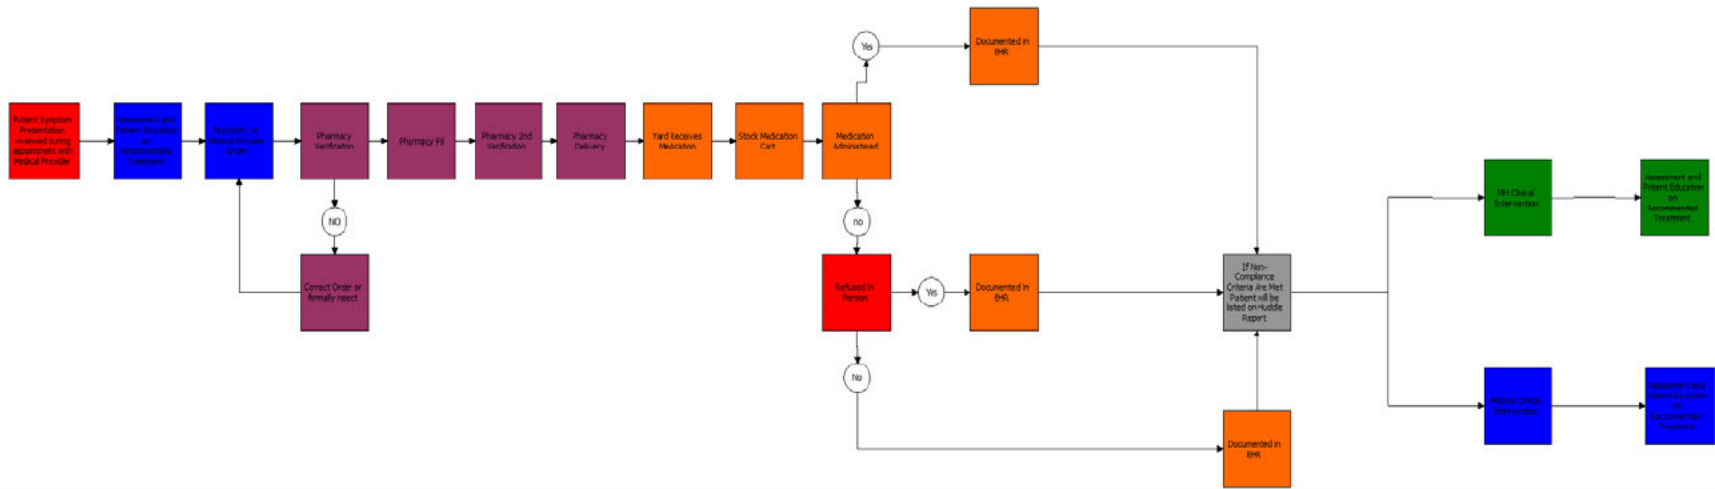 Patient Symptom
Presentation
reviewed during
appointment with
Medical Provider
Assessment and
Patient Education
on
Recommended
Treatment
Psychiatry or
Medical Provider
Order
Pharmacy
Verification
Pharmacy Fill
Pharmacy 2nd
Verification
Pharmacy
Delivery
Yard Receives
Medication
Stock Medication
Cart
Medication
Administered
Yes
Documented in
EHR
NO
Correct Order or
formally reject
no
Refused In
Person
Yes
Documented in
EHR
No
Documented in
EHR
If Non-
Compliance
Criteria Are Met
Patient will be
listed on Huddle
Report
MH Clinical
Intervention
Assessment and
Patient Education
on
Recommended
Treatment
Medical Clinical
Intervention
Assessment and
Patient Education
on
Recommended
Treatment